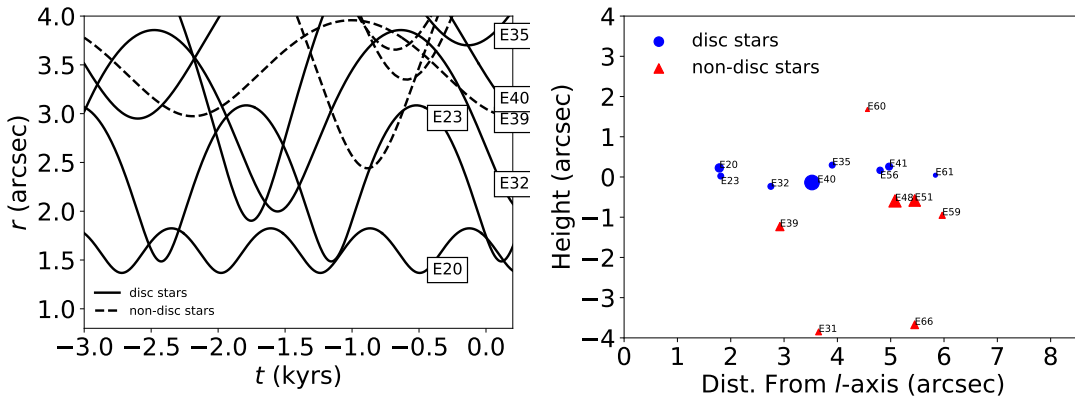 4.0
3.5
3.0
2.5
2.0
1.5
1.0
r (arcsec)
E35
E40
E39
E23
E32
E20
disc stars
non-disc stars
−3.0 −2.5 −2.0 −1.5 −1.0 −0.5 0.0
t (kyrs)
4
3
2
1
0
−1
−2
−3
−4
Height (arcsec)
disc stars
non-disc stars
E60
E20
E23
E32
E35
E40
E41
E56
E61
E48
E51
E59
E39
E31
E66
0 1 2 3 4 5 6 7 8
Dist. From l-axis (arcsec)